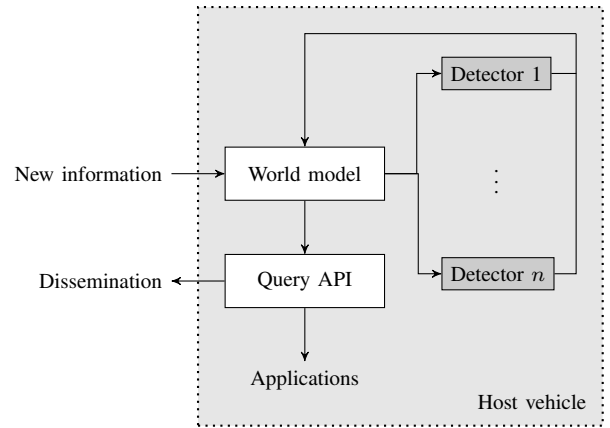 Detector 1
New information
World model
⋮
Dissemination
Query API
Detector n
Applications
Host vehicle